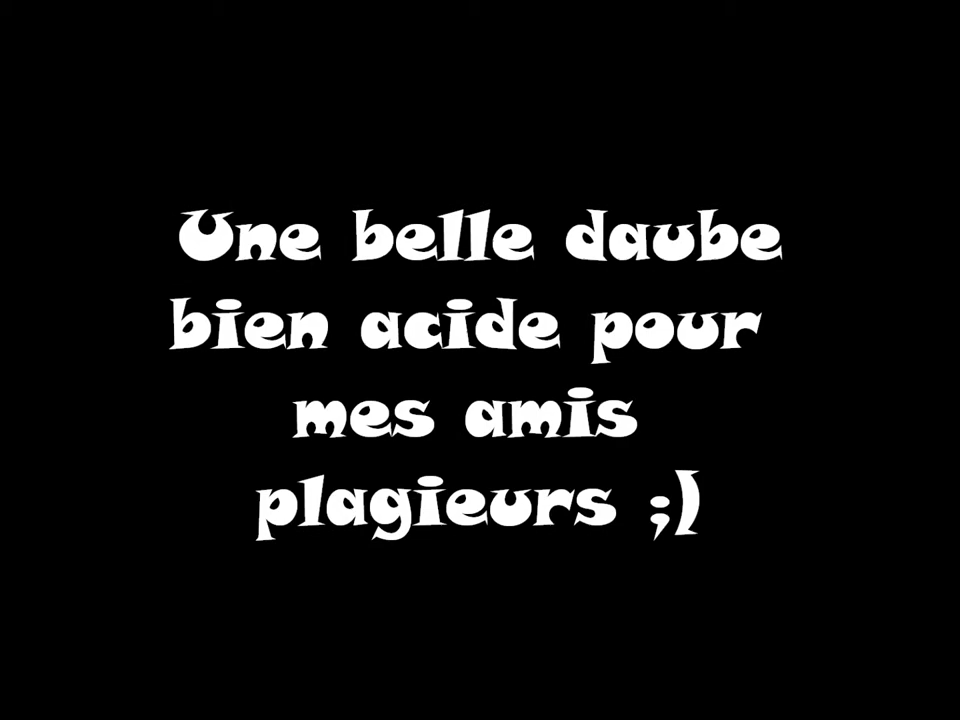 Une belle daube
bien acide pour
mes amis
plagieurs ;)